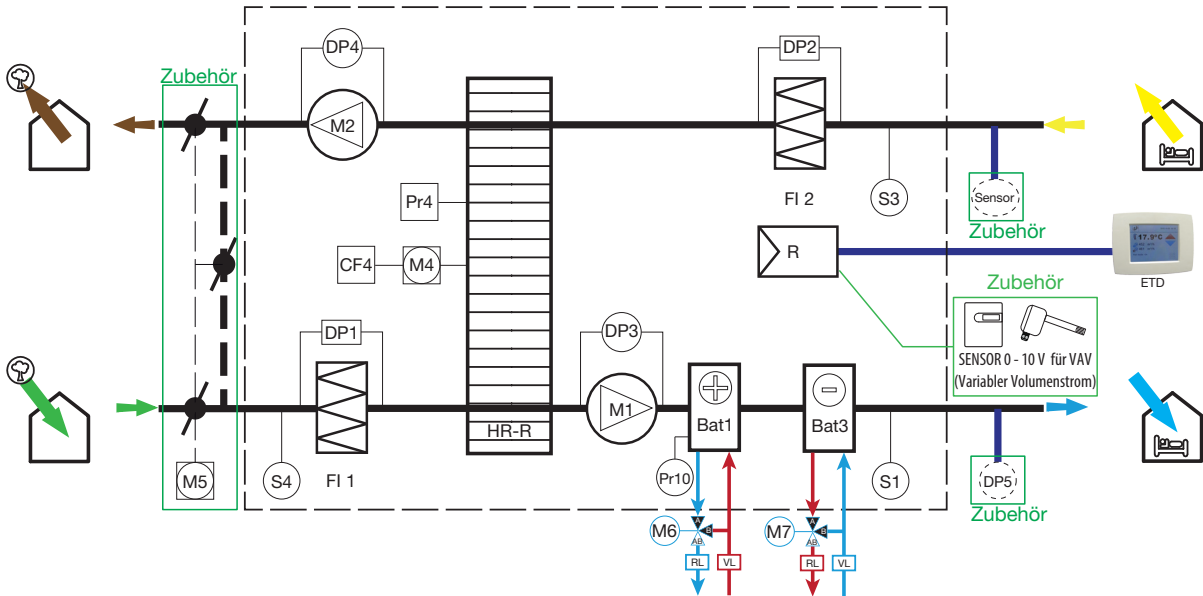 DP4
DP2
Zubehör
M2
FI 2
S3
Sensor
Zubehör
Pr4
CF4
M4
R
17.9°C
ETD
Zubehör
SENSOR 0 - 10 V für VAV
(Variabler Volumenstrom)
DP1
DP3
M1
HR-R
Bat1
Bat3
M5
S4
FI 1
Pr10
S1
DP5
Zubehör
M6
A
B
AB
RL
VL
M7
A
B
AB
RL
VL